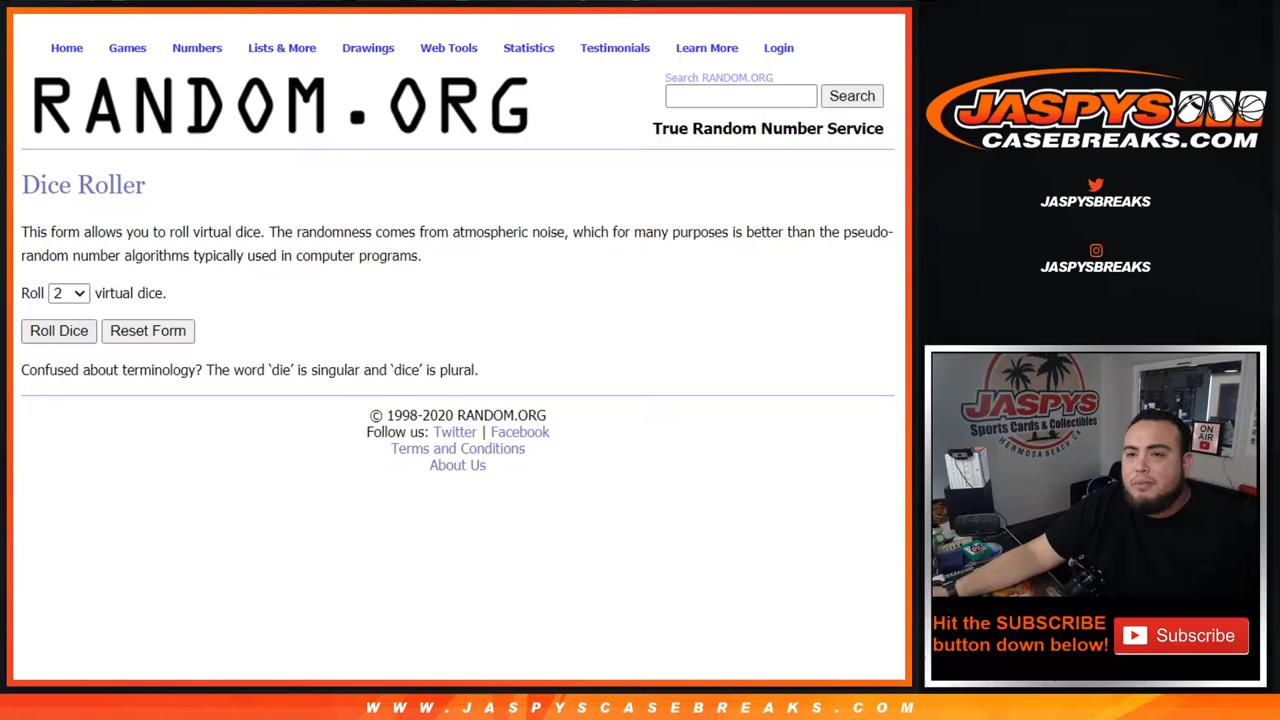 Home Games Numbers Lists & More Drawings Web Tools Statistics Testimonials Learn More Login
RANDOM.ORG
Search RANDOM.ORG
Search
True Random Number Service
Dice Roller
This form allows you to roll virtual dice. The randomness comes from atmospheric noise, which for many purposes is better than the pseudo-
random number algorithms typically used in computer programs.
Roll 2 virtual dice.
Roll Dice Reset Form
Confused about terminology? The word ‘die’ is singular and ‘dice’ is plural.
© 1998-2020 RANDOM.ORG
Follow us: Twitter | Facebook
Terms and Conditions
About Us
JASPYS
CASEBREAKS.COM
JASPYSBREAKS
JASPYSBREAKS
JASPYS
Sports Cards & Collectibles
HERMOSA BEACH, CA
ON
AIR
Hit the SUBSCRIBE
button down below!
Subscribe
WWW.JASPYSCASEBREAKS.COM